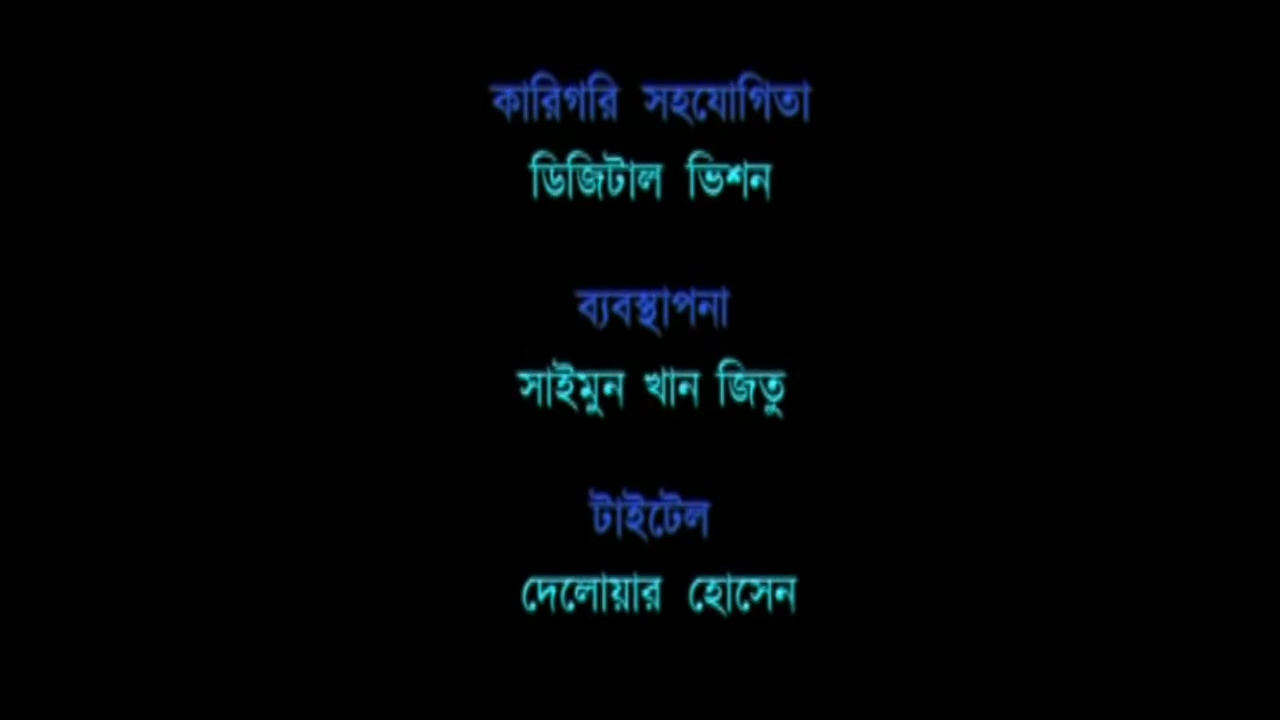 কারিগরি সহযোগিতা
ডিজিটাল ভিশন
ব্যবস্থাপনা
সাইমুন খান জিতু
টাইটেল
দেলোয়ার হোসেন